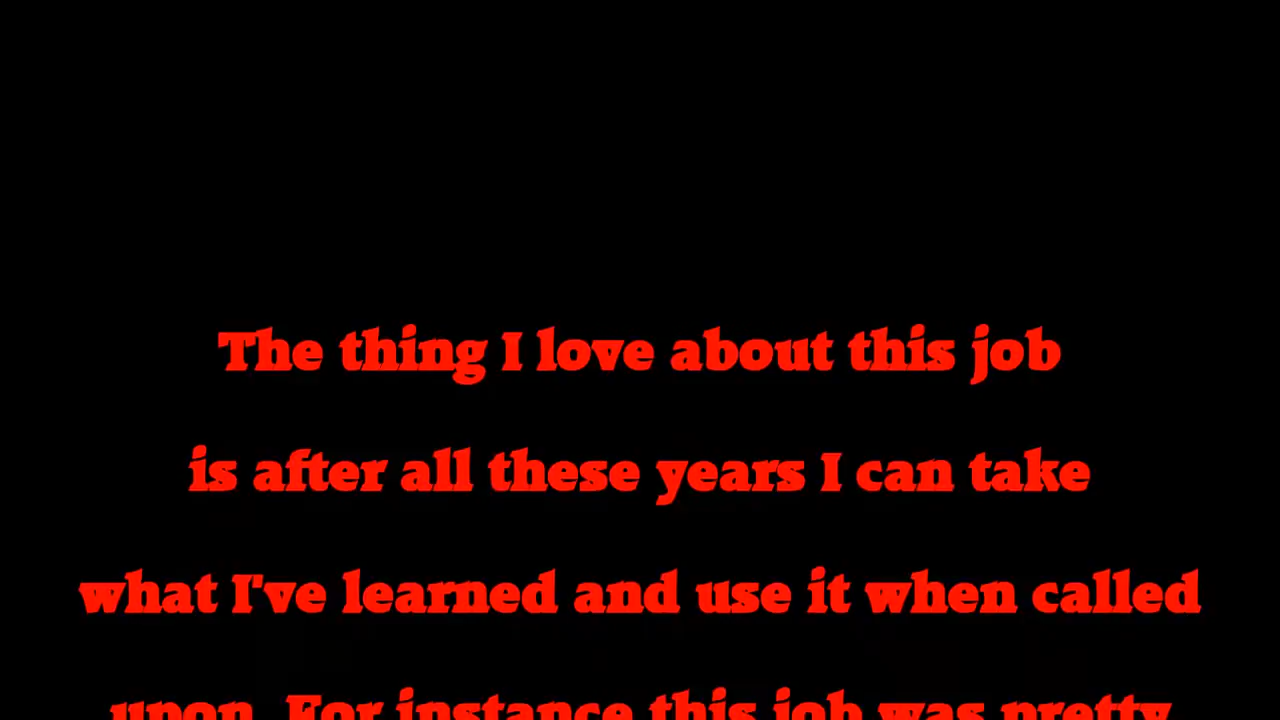 The thing I love about this job
is after all these years I can take
what I've learned and use it when called
upon. For instance this job was pretty